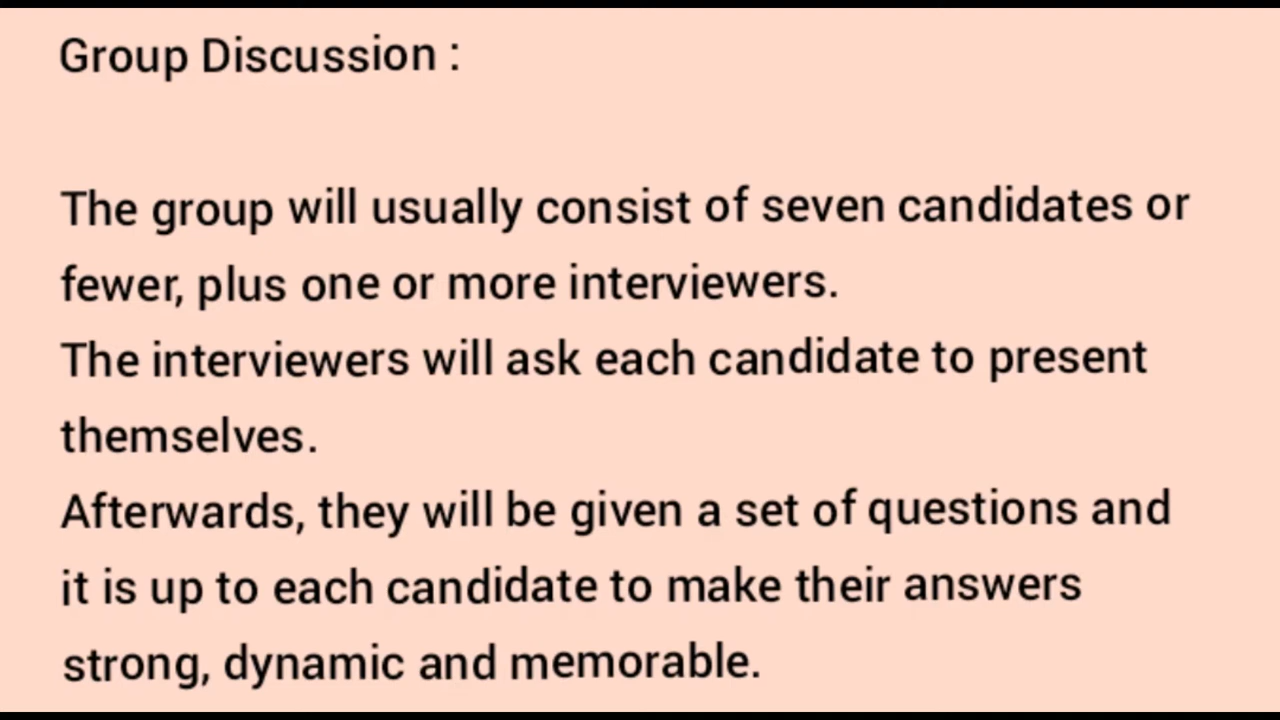 Group Discussion :
The group will usually consist of seven candidates or
fewer, plus one or more interviewers.
The interviewers will ask each candidate to present
themselves.
Afterwards, they will be given a set of questions and
it is up to each candidate to make their answers
strong, dynamic and memorable.